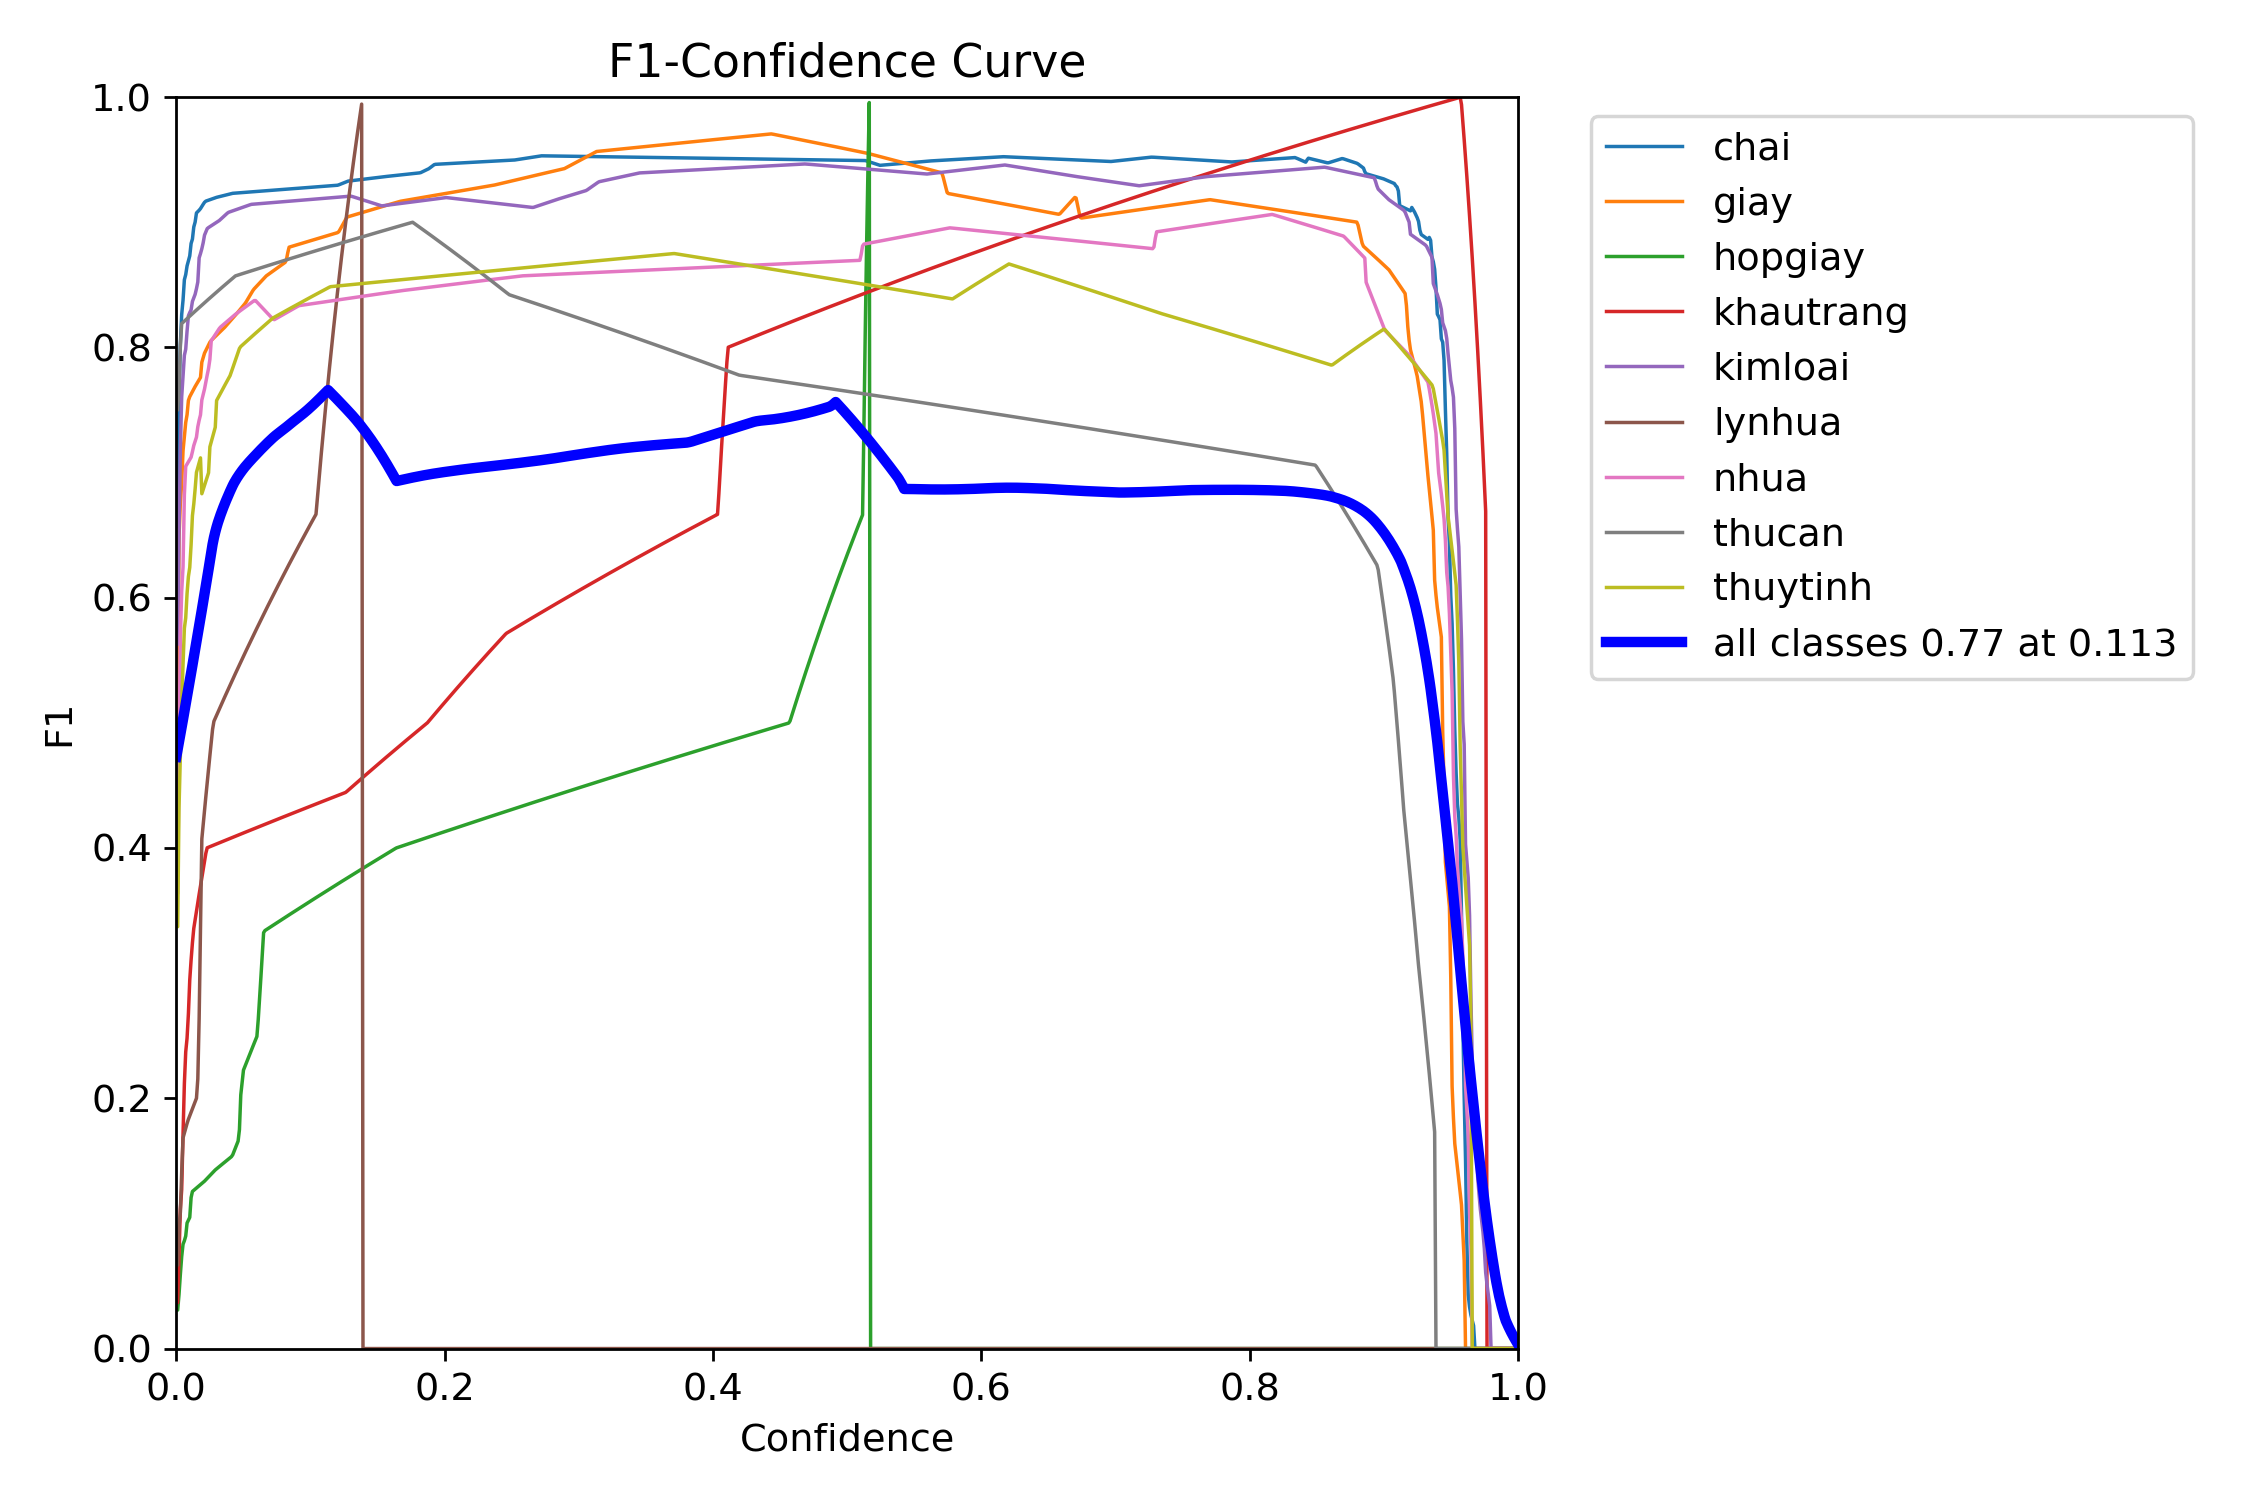 F1-Confidence Curve
1.0
0.8
0.6
0.4
0.2
0.0
F1
0.0 0.2 0.4 0.6 0.8 1.0
Confidence
chai
giay
hopgiay
khautrang
kimloai
lynhua
nhua
thucan
thuytinh
all classes 0.77 at 0.113